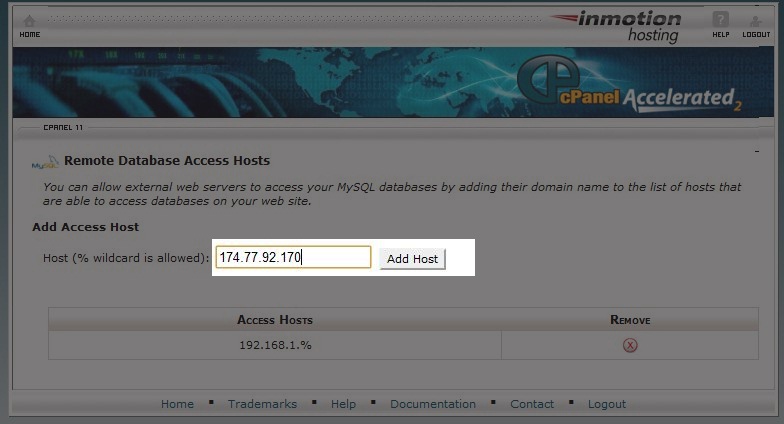 HOME
inmotion hosting
HELP
LOGOUT
cPanel Accelerated2
CPANEL 11
MySQL Remote Database Access Hosts
You can allow external web servers to access your MySQL databases by adding their domain name to the list of hosts that
are able to access databases on your web site.
Add Access Host
Host (% wildcard is allowed): 174.77.92.170 Add Host
ACCESS HOSTS REMOVE
192.168.1.%
Home ▪ Trademarks ▪ Help ▪ Documentation ▪ Contact ▪ Logout